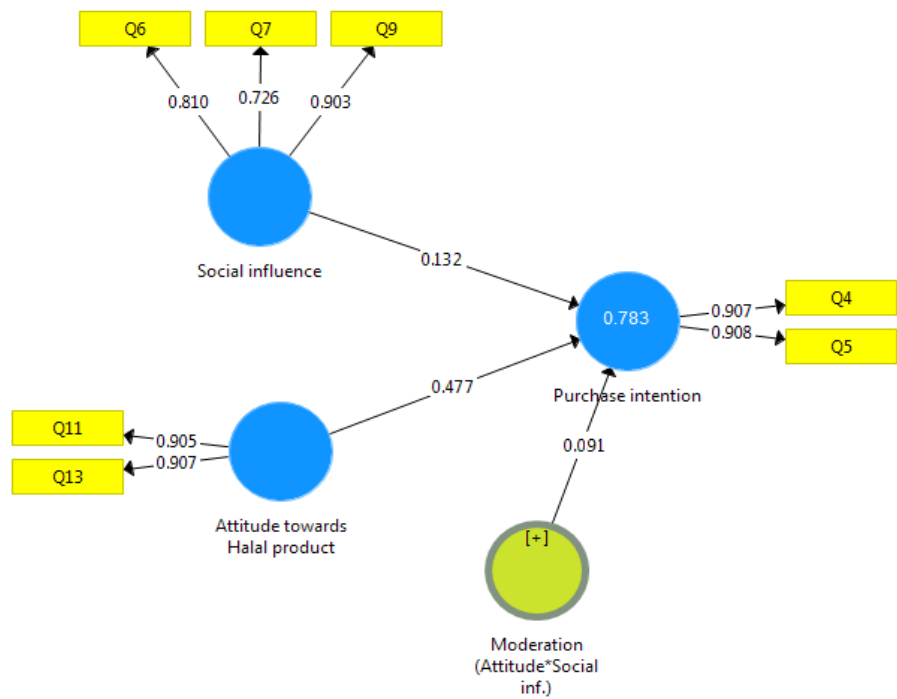 Q6
Q7
Q9
0.810
0.726
0.903
Social influence
0.132
0.783
Purchase intention
0.907
0.908
Q4
Q5
0.477
Q11
Q13
0.905
0.907
Attitude towards
Halal product
0.091
[+]
Moderation
(Attitude*Social
inf.)